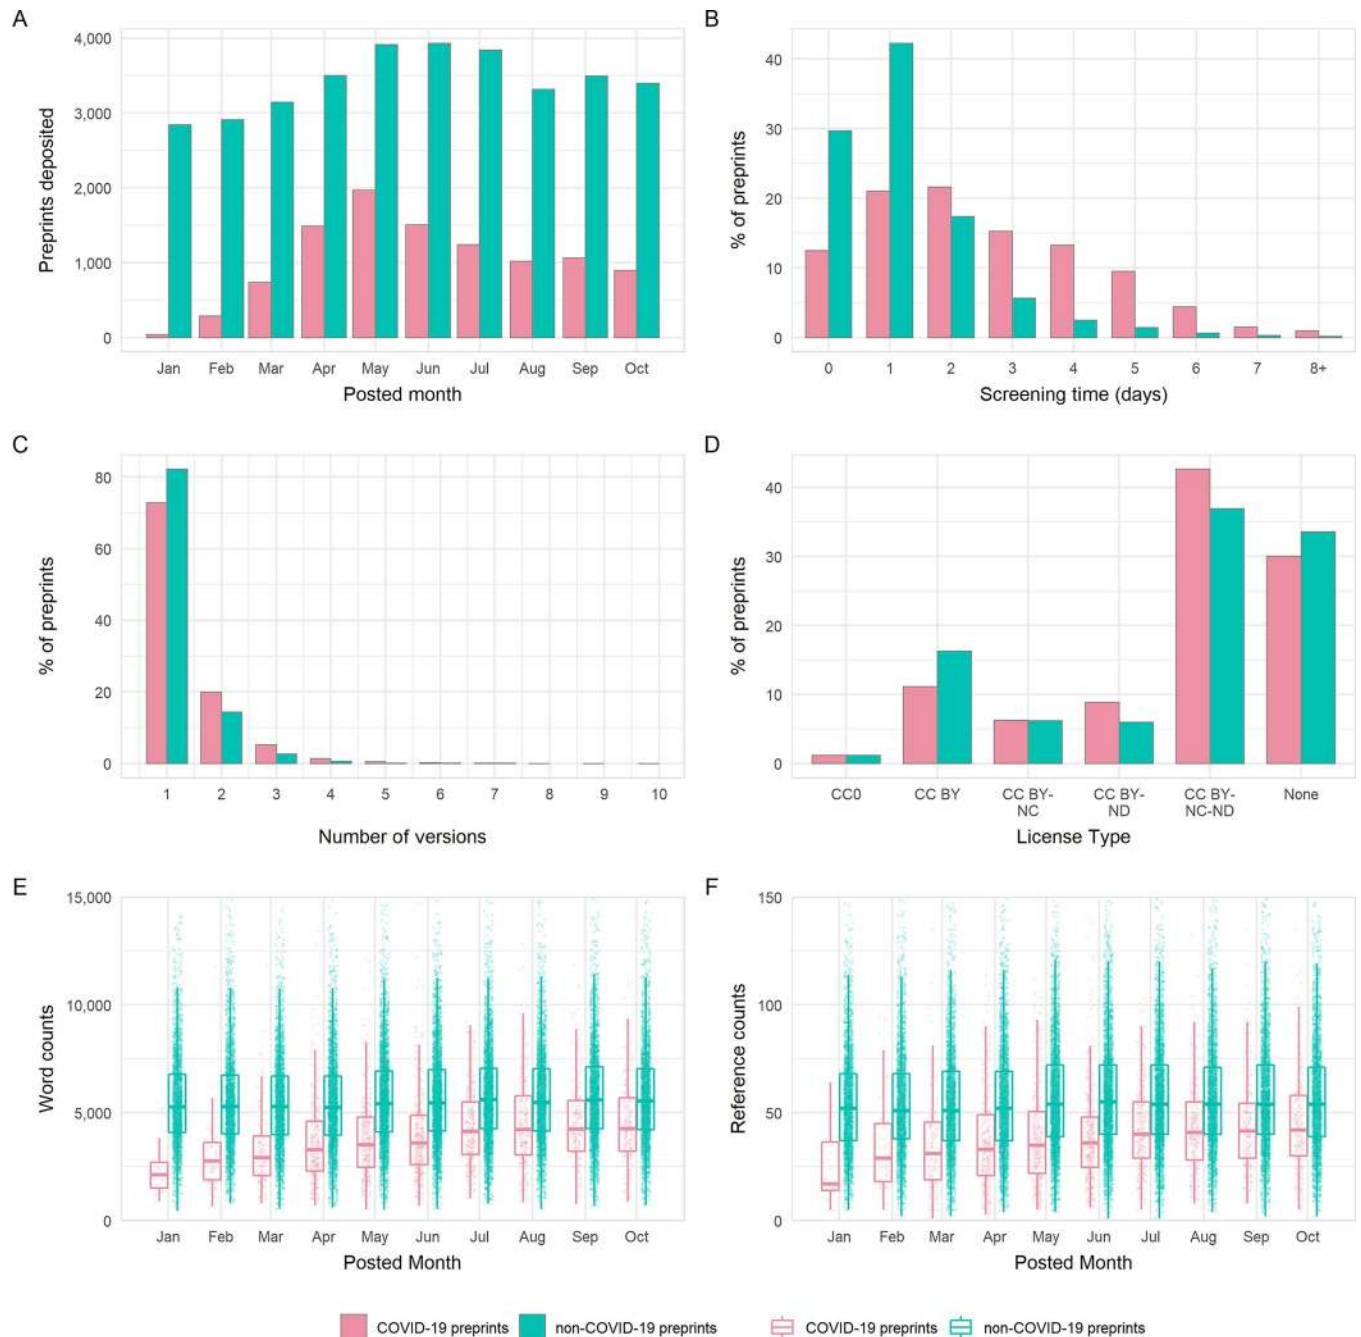 A
Preprints deposited
4,000
3,000
2,000
1,000
0
Jan Feb Mar Apr May Jun Jul Aug Sep Oct
Posted month
B
% of preprints
40
30
20
10
0
0 1 2 3 4 5 6 7 8+
Screening time (days)
C
% of preprints
80
60
40
20
0
1 2 3 4 5 6 7 8 9 10
Number of versions
D
% of preprints
40
30
20
10
0
CC0 CC BY CC BY- CC BY- CC BY- None
NC ND NC-ND
License Type
E
Word counts
15,000
10,000
5,000
0
Jan Feb Mar Apr May Jun Jul Aug Sep Oct
Posted Month
F
Reference counts
150
100
50
0
Jan Feb Mar Apr May Jun Jul Aug Sep Oct
Posted Month
COVID-19 preprints non-COVID-19 preprints COVID-19 preprints non-COVID-19 preprints